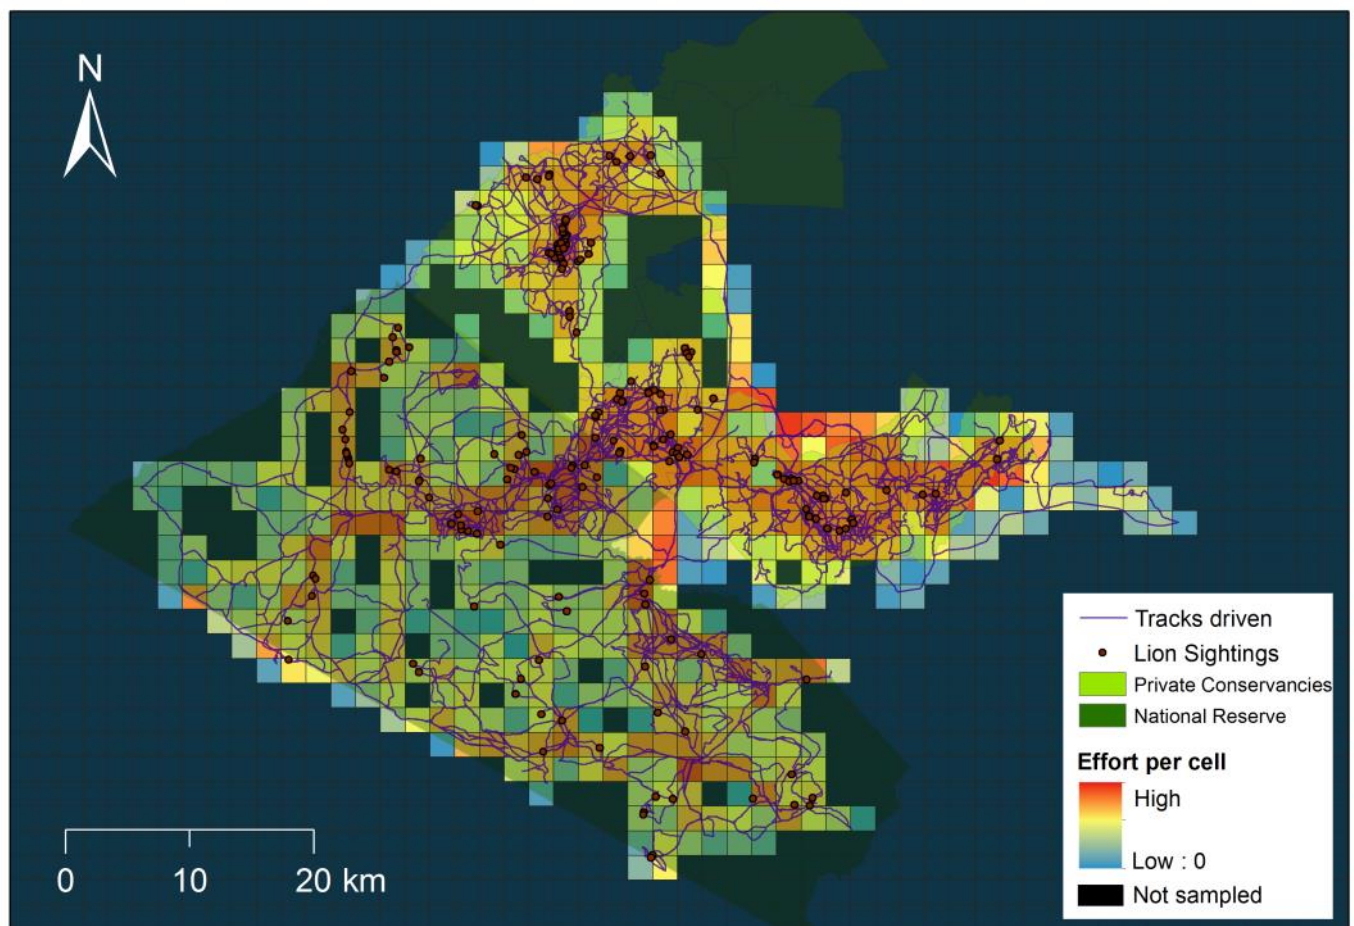 N
Tracks driven
Lion Sightings
Private Conservancies
National Reserve
Effort per cell
High
Low : 0
Not sampled
0 10 20 km